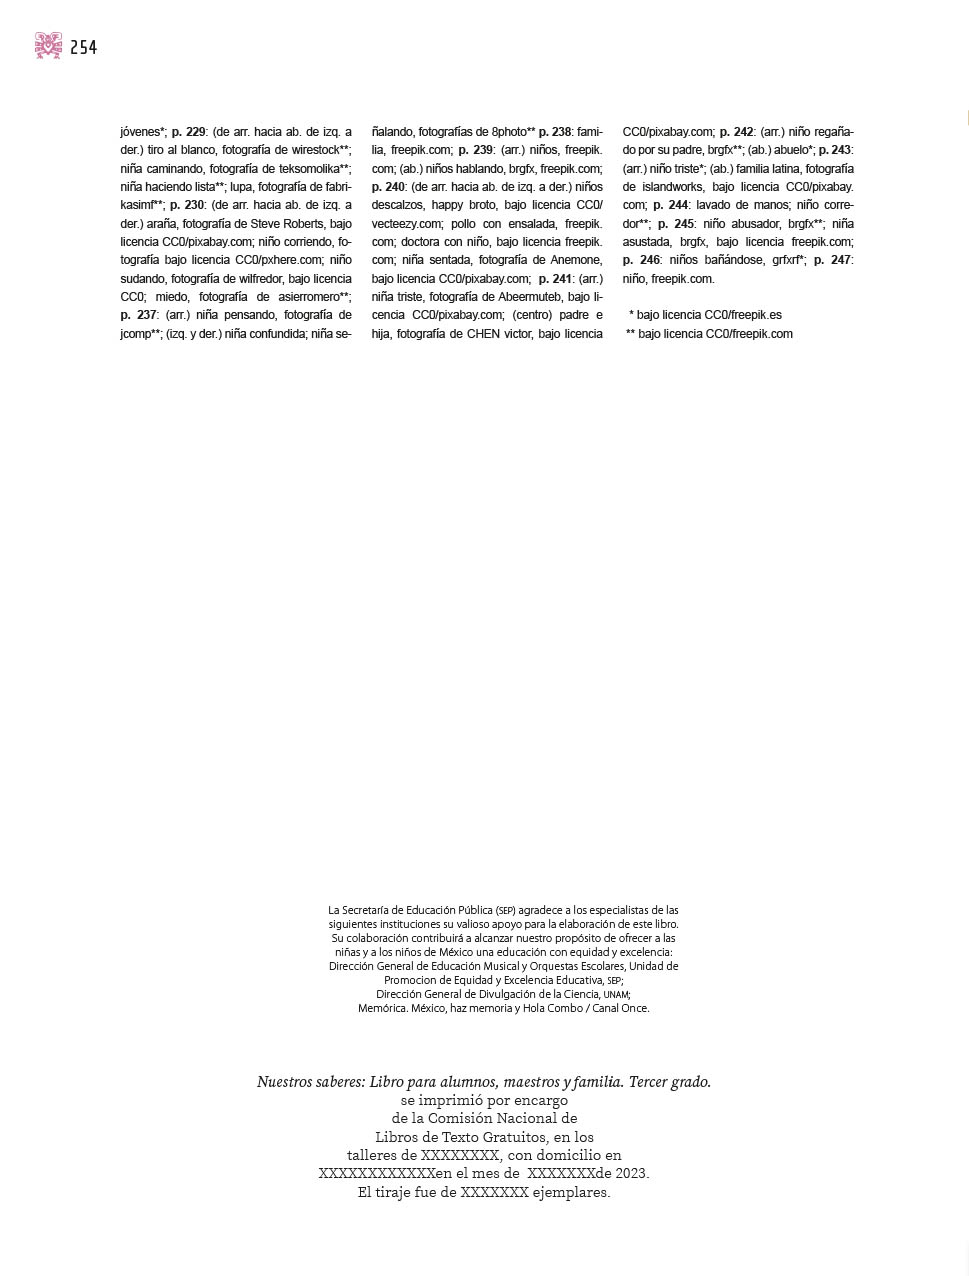 254
jóvenes*; p. 229: (de arr. hacia ab. de izq. a
der.) tiro al blanco, fotografía de wirestock**;
niña caminando, fotografía de teksomolika**;
niña haciendo lista**; lupa, fotografía de fabri-
kasimf**; p. 230: (de arr. hacia ab. de izq. a
der.) araña, fotografía de Steve Roberts, bajo
licencia CC0/pixabay.com; niño corriendo, fo-
tografía bajo licencia CC0/pxhere.com; niño
sudando, fotografía de wilfredor, bajo licencia
CC0; miedo, fotografía de asierromero**;
p. 237: (arr.) niña pensando, fotografía de
jcomp**; (izq. y der.) niña confundida; niña se-
ñalando, fotografías de 8photo** p. 238: fami-
lia, freepik.com; p. 239: (arr.) niños, freepik.
com; (ab.) niños hablando, brgfx, freepik.com;
p. 240: (de arr. hacia ab. de izq. a der.) niños
descalzos, happy broto, bajo licencia CC0/
vecteezy.com; pollo con ensalada, freepik.
com; doctora con niño, bajo licencia freepik.
com; niña sentada, fotografía de Anemone,
bajo licencia CC0/pixabay.com; p. 241: (arr.)
niña triste, fotografía de Abeermuteb, bajo li-
cencia CC0/pixabay.com; (centro) padre e
hija, fotografía de CHEN victor, bajo licencia
CC0/pixabay.com; p. 242: (arr.) niño regaña-
do por su padre, brgfx**; (ab.) abuelo*; p. 243:
(arr.) niño triste*; (ab.) familia latina, fotografía
de islandworks, bajo licencia CC0/pixabay.
com; p. 244: lavado de manos; niño corre-
dor**; p. 245: niño abusador, brgfx**; niña
asustada, brgfx, bajo licencia freepik.com;
p. 246: niños bañándose, grfxrf*; p. 247:
niño, freepik.com.
* bajo licencia CC0/freepik.es
** bajo licencia CC0/freepik.com
La Secretaría de Educación Pública (SEP) agradece a los especialistas de las
siguientes instituciones su valioso apoyo para la elaboración de este libro.
Su colaboración contribuirá a alcanzar nuestro propósito de ofrecer a las
niñas y a los niños de México una educación con equidad y excelencia:
Dirección General de Educación Musical y Orquestas Escolares, Unidad de
Promocion de Equidad y Excelencia Educativa, SEP;
Dirección General de Divulgación de la Ciencia, UNAM;
Memórica. México, haz memoria y Hola Combo / Canal Once.
Nuestros saberes: Libro para alumnos, maestros y familia. Tercer grado.
se imprimió por encargo
de la Comisión Nacional de
Libros de Texto Gratuitos, en los
talleres de XXXXXXXX, con domicilio en
XXXXXXXXXXXXen el mes de XXXXXXXde 2023.
El tiraje fue de XXXXXXX ejemplares.